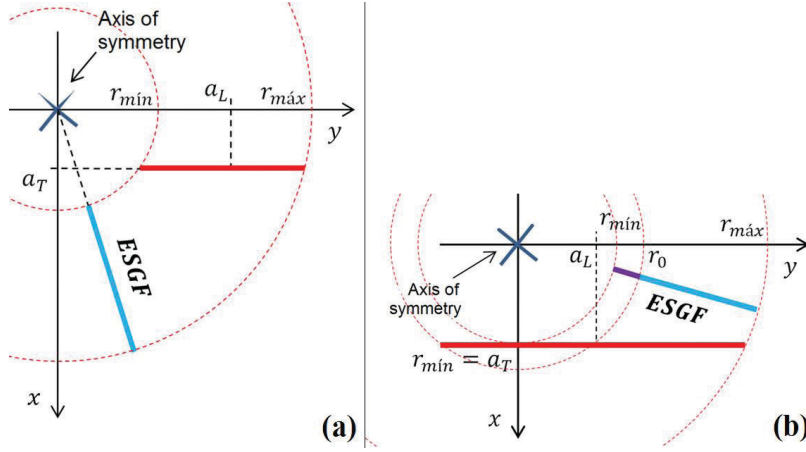 Axis of
symmetry
r_mín
a_L
r_máx
y
a_T
ESGF
x
(a)
r_mín
r_máx
a_L
r_0
y
Axis of
symmetry
ESGF
r_mín = a_T
x
(b)